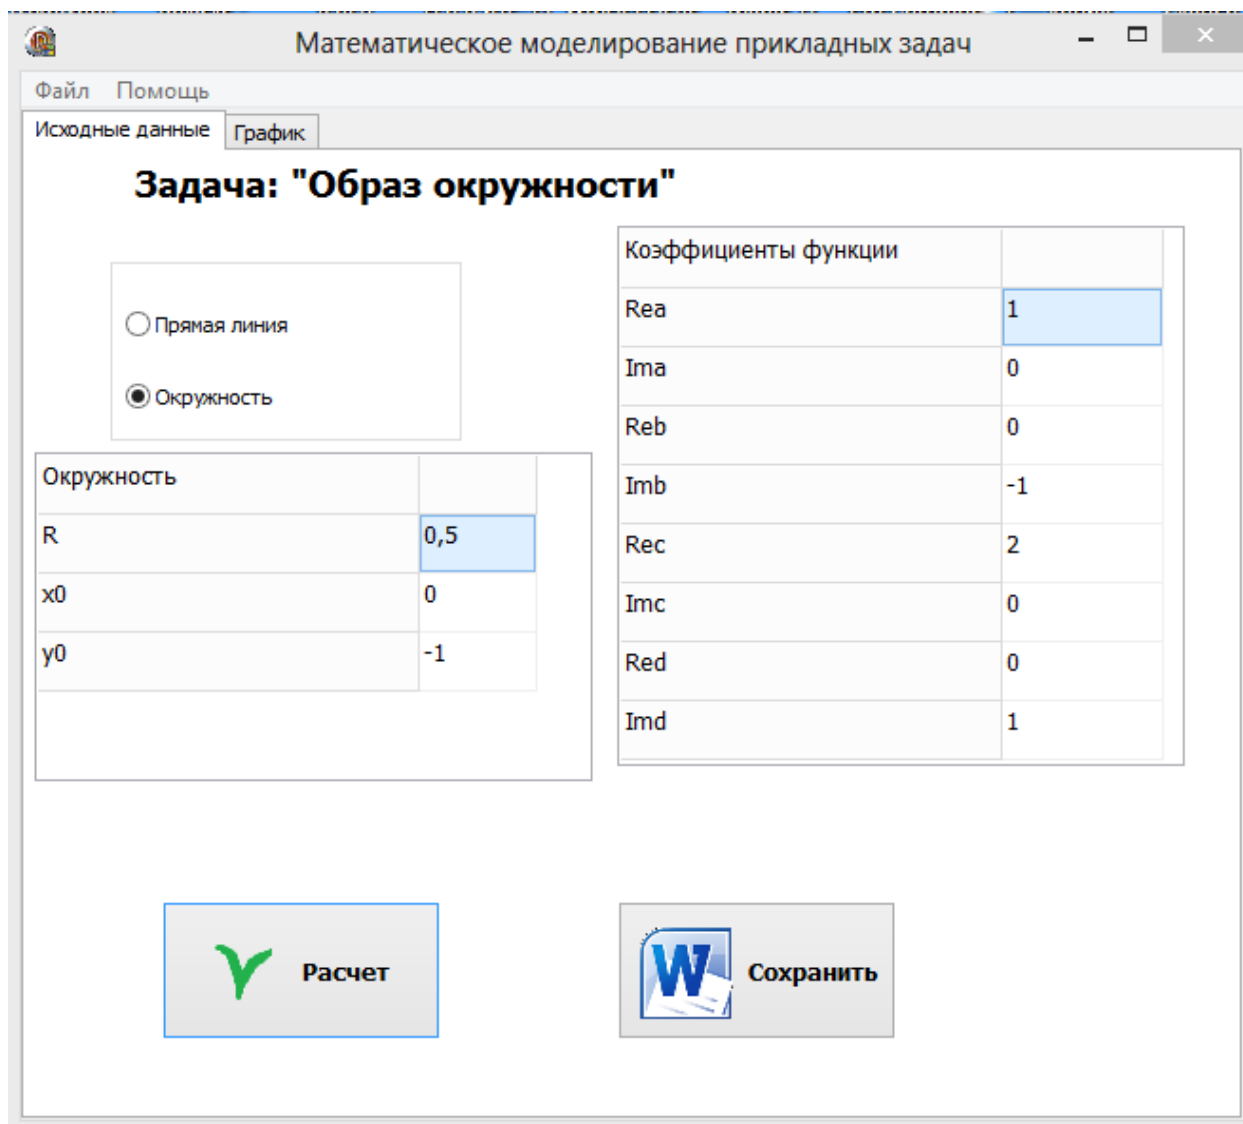 Математическое моделирование прикладных задач
Файл Помощь
Исходные данные График
Задача: "Образ окружности"
Прямая линия
Окружность
Окружность
R 0,5
x0 0
y0 -1
Коэффициенты функции
Rea 1
Ima 0
Reb 0
Imb -1
Rec 2
Imc 0
Red 0
Imd 1
Расчет
W Сохранить